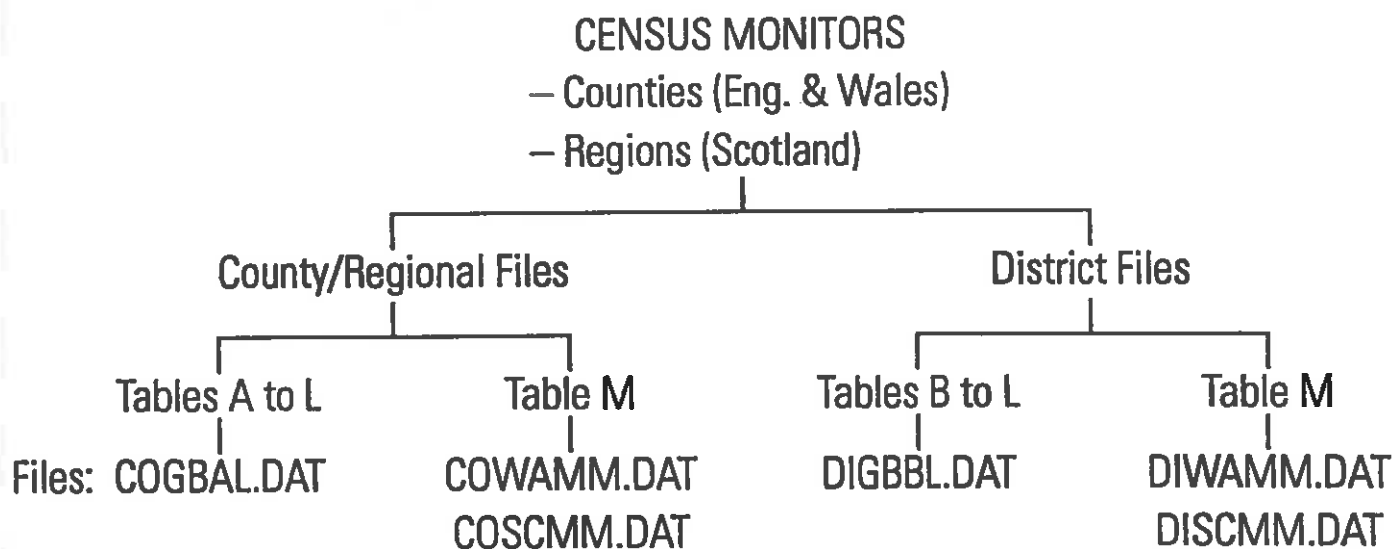 CENSUS MONITORS
– Counties (Eng. & Wales)
– Regions (Scotland)
County/Regional Files District Files
Tables A to L Table M Tables B to L Table M
Files: COGBAL.DAT COWAMM.DAT DIGBBL.DAT DIWAMM.DAT
COSCMM.DAT DISCMM.DAT